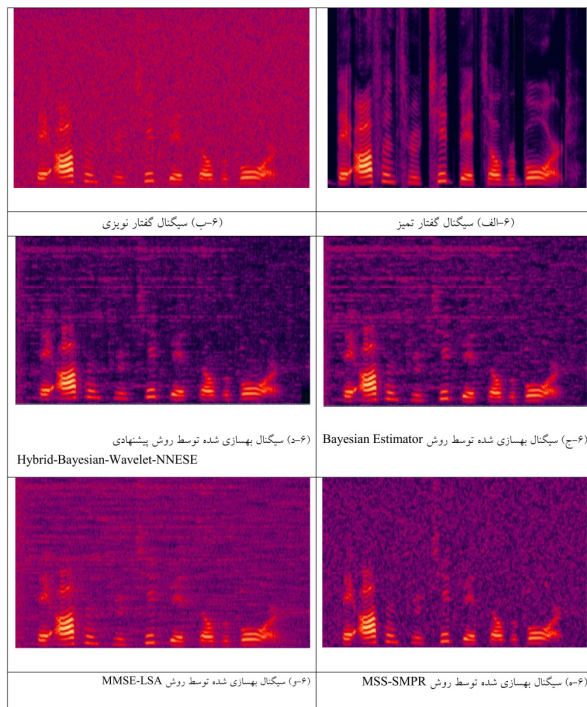 (۶-الف) سیگنال گفتار تمیز
(۶-ب) سیگنال گفتار نویزی
(۶-ج) سیگنال بهسازی شده توسط روش Bayesian Estimator
(۶-د) سیگنال بهسازی شده توسط روش پیشنهادی
Hybrid-Bayesian-Wavelet-NNESE
(۶-ه) سیگنال بهسازی شده توسط روش MSS-SMPR
(۶-و) سیگنال بهسازی شده توسط روش MMSE-LSA